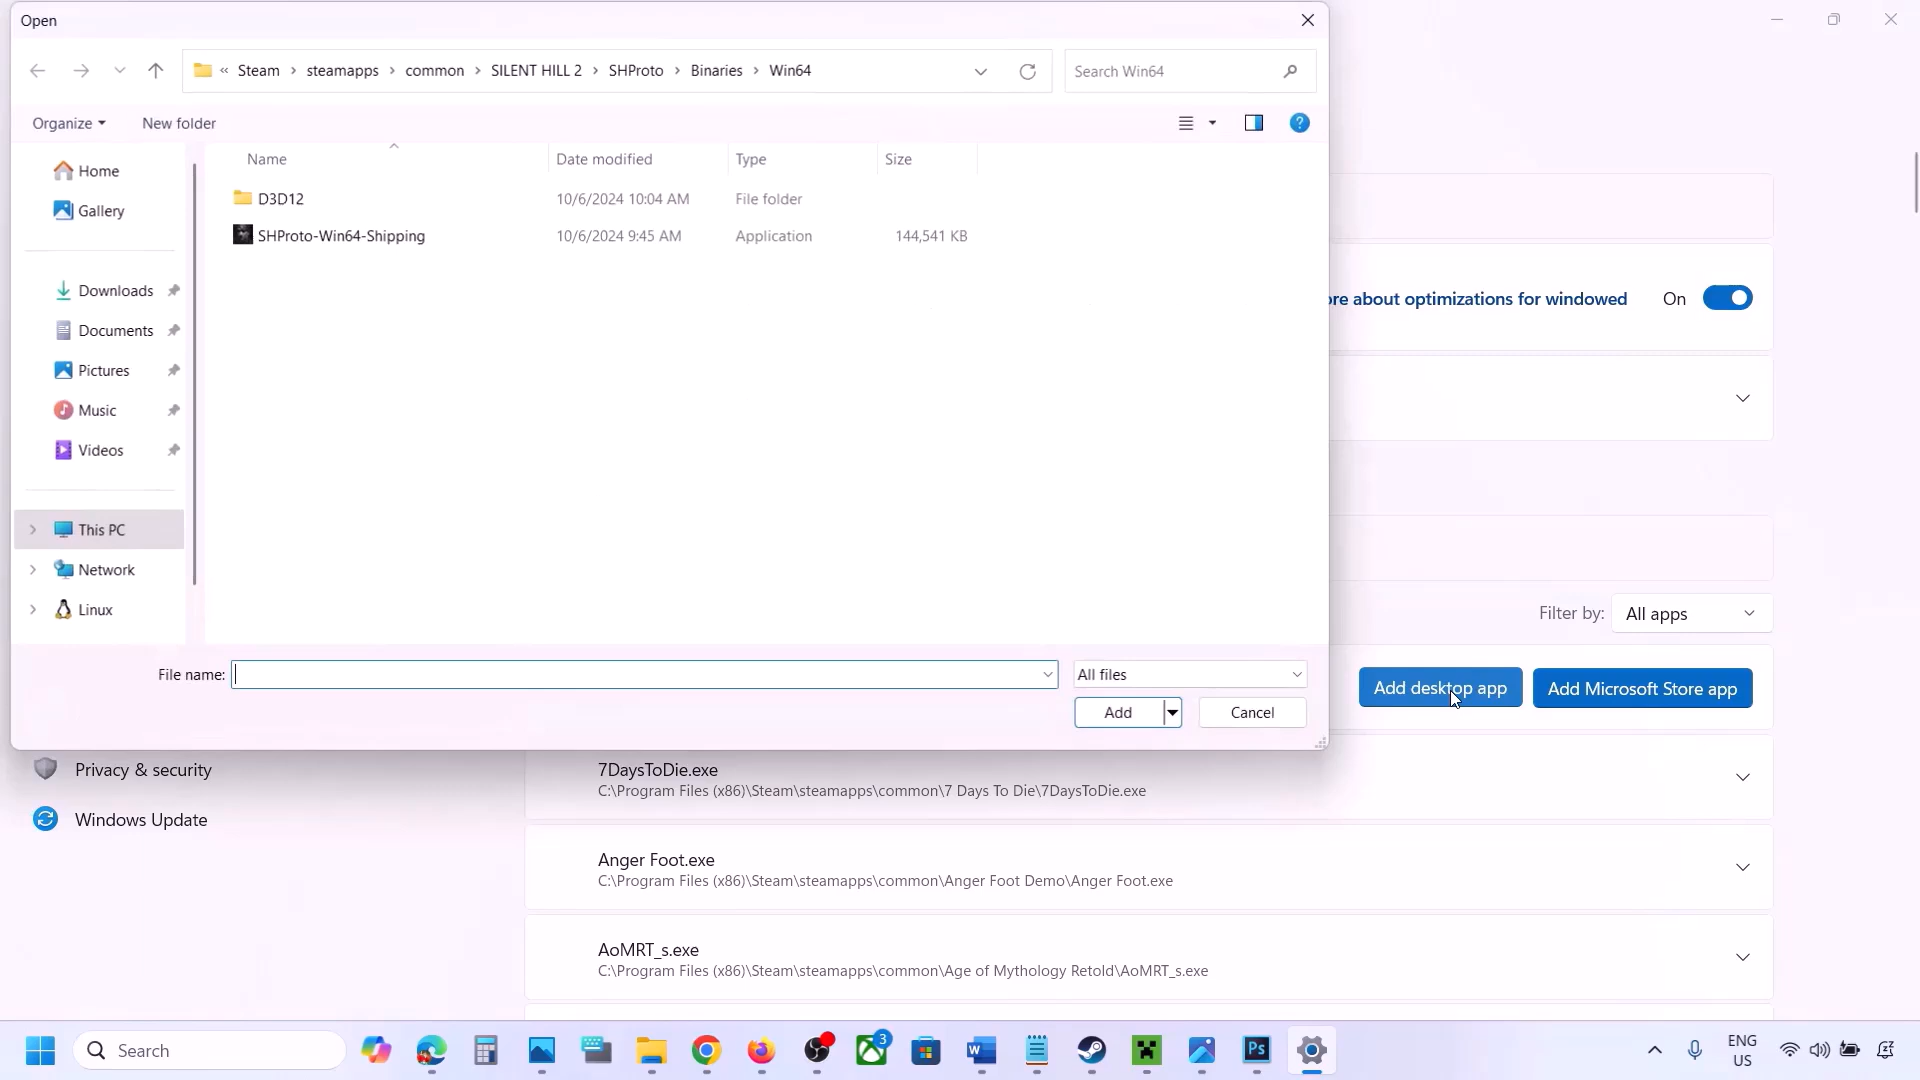 Open
« Steam > steamapps > common > SILENT HILL 2 > SHProto > Binaries > Win64
Search Win64
Organize
New folder
Home
Gallery
Downloads
Documents
Pictures
Music
Videos
This PC
Network
Linux
Name Date modified Type Size
D3D12 10/6/2024 10:04 AM File folder
SHProto-Win64-Shipping 10/6/2024 9:45 AM Application 144,541 KB
File name:
All files
Add
Cancel
ore about optimizations for windowed On
Filter by: All apps
Add desktop app
Add Microsoft Store app
Privacy & security
Windows Update
7DaysToDie.exe
C:\Program Files (x86)\Steam\steamapps\common\7 Days To Die\7DaysToDie.exe
Anger Foot.exe
C:\Program Files (x86)\Steam\steamapps\common\Anger Foot Demo\Anger Foot.exe
AoMRT_s.exe
C:\Program Files (x86)\Steam\steamapps\common\Age of Mythology Retold\AoMRT_s.exe
Search
3
Ps
ENG
US